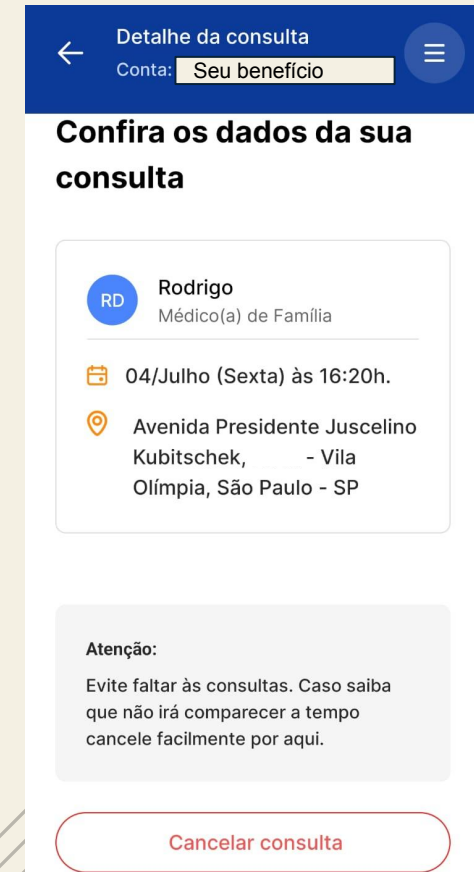 Detalhe da consulta
Conta: Seu benefício
Confira os dados da sua
consulta
RD
Rodrigo
Médico(a) de Família
04/Julho (Sexta) às 16:20h.
Avenida Presidente Juscelino
Kubitschek, - Vila
Olímpia, São Paulo - SP
Atenção:
Evite faltar às consultas. Caso saiba
que não irá comparecer a tempo
cancele facilmente por aqui.
Cancelar consulta